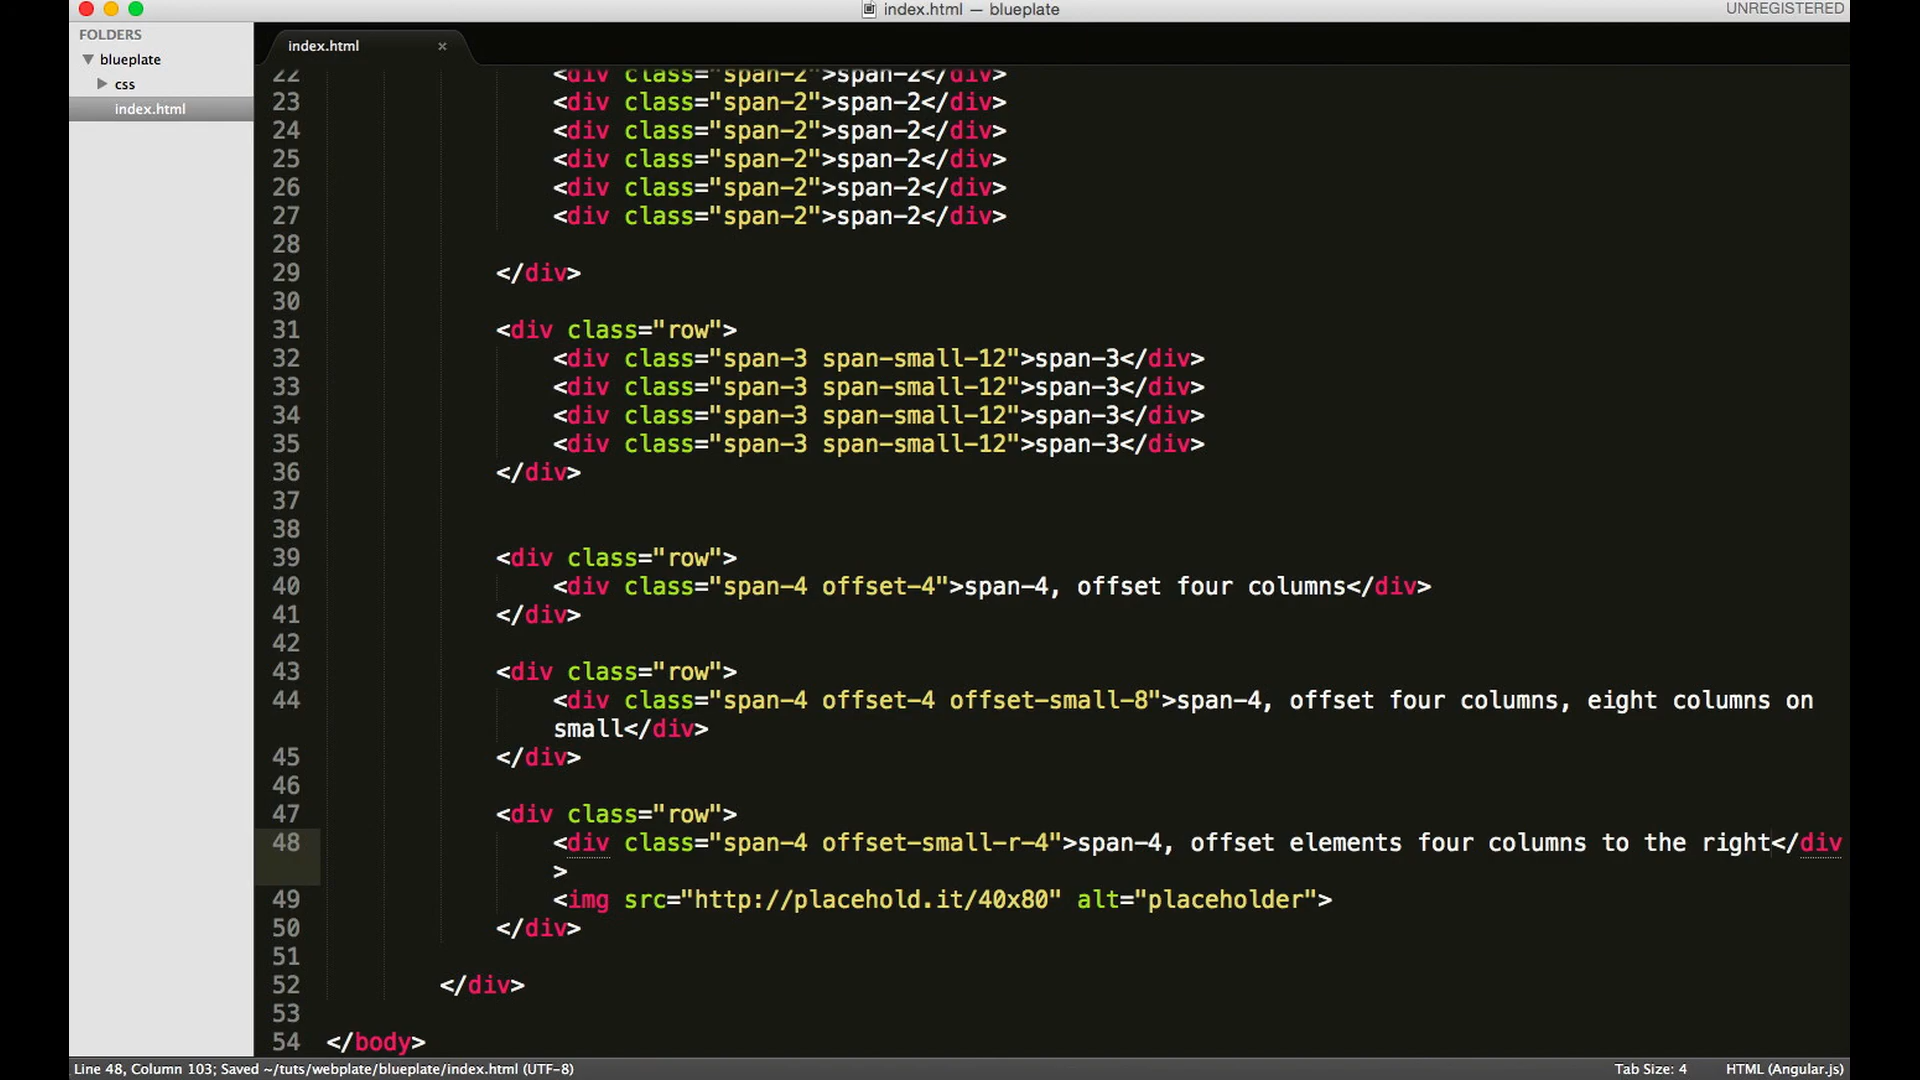 index.html — blueplate
UNREGISTERED
FOLDERS
blueplate
css
index.html
index.html ×
22 <div class="span-2">span-2</div>
23 <div class="span-2">span-2</div>
24 <div class="span-2">span-2</div>
25 <div class="span-2">span-2</div>
26 <div class="span-2">span-2</div>
27 <div class="span-2">span-2</div>
28
29 </div>
30
31 <div class="row">
32 <div class="span-3 span-small-12">span-3</div>
33 <div class="span-3 span-small-12">span-3</div>
34 <div class="span-3 span-small-12">span-3</div>
35 <div class="span-3 span-small-12">span-3</div>
36 </div>
37
38
39 <div class="row">
40 <div class="span-4 offset-4">span-4, offset four columns</div>
41 </div>
42
43 <div class="row">
44 <div class="span-4 offset-4 offset-small-8">span-4, offset four columns, eight columns on
small</div>
45 </div>
46
47 <div class="row">
48 <div class="span-4 offset-small-r-4">span-4, offset elements four columns to the right</div
>
49 <img src="http://placehold.it/40x80" alt="placeholder">
50 </div>
51
52 </div>
53
54 </body>
Line 48, Column 103; Saved ~/tuts/webplate/blueplate/index.html (UTF-8)
Tab Size: 4
HTML (Angular.js)